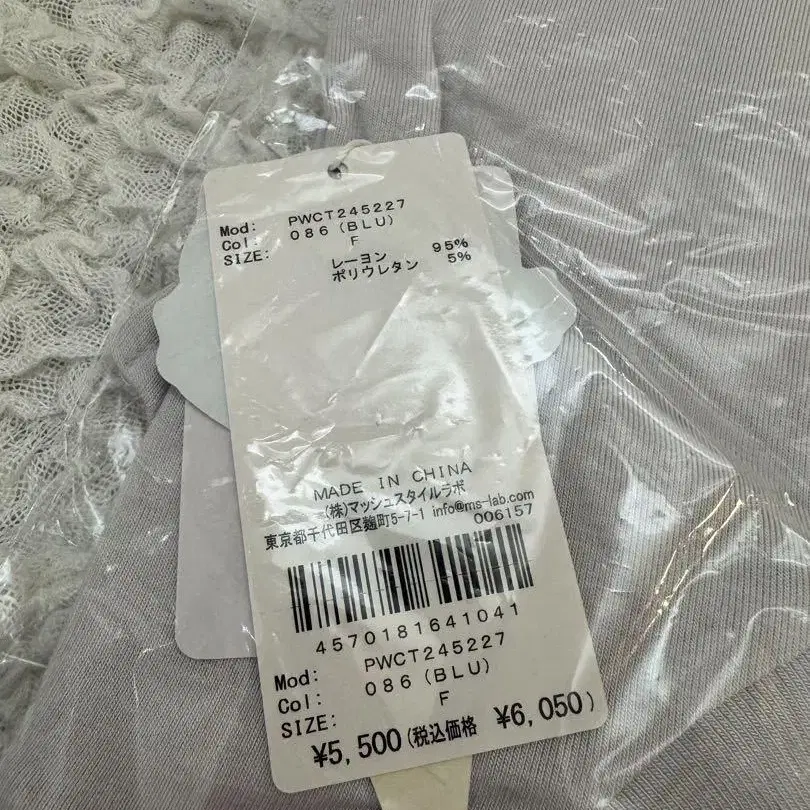 Mod: PWCT245227
Col: 086 (BLU)
SIZE: F
レーヨン 95%
ポリウレタン 5%
MADE IN CHINA
(株)マッシュスタイルラボ
東京都千代田区麹町5-7-1 info@ms-lab.com
006157
4570181641041
Mod: PWCT245227
Col: 086 (BLU)
SIZE: F
¥5,500(税込価格 ¥6,050)